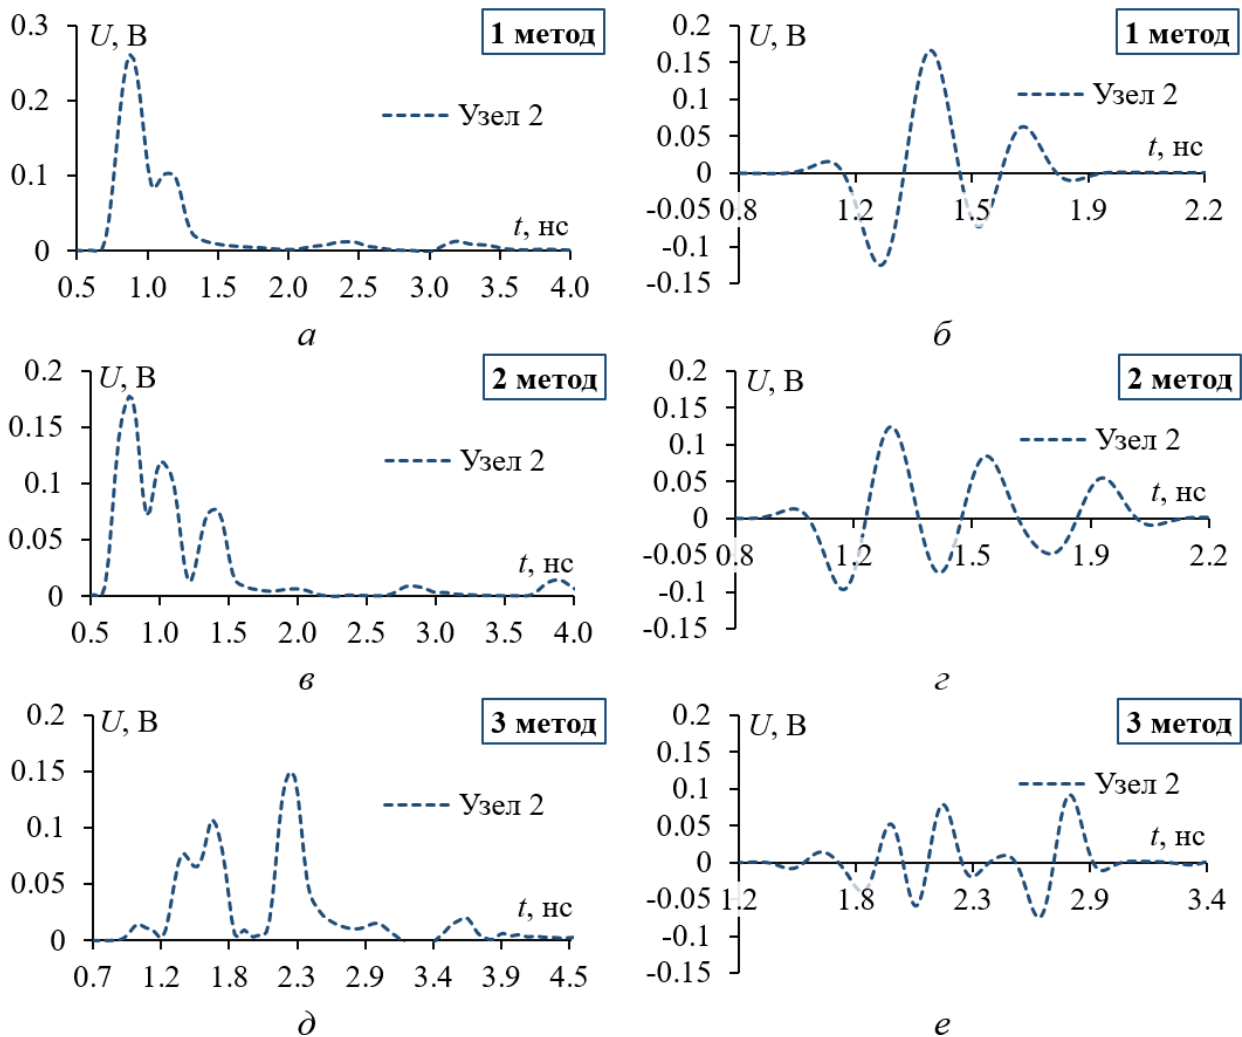 U, В
1 метод
0.3
0.2
0.1
0
Узел 2
t, нс
0.5 1.0 1.5 2.0 2.5 3.0 3.5 4.0
а
U, В
1 метод
0.2
0.15
0.1
0.05
0
-0.05
-0.1
-0.15
Узел 2
t, нс
0.8 1.2 1.5 1.9 2.2
б
U, В
2 метод
0.2
0.15
0.1
0.05
0
Узел 2
t, нс
0.5 1.0 1.5 2.0 2.5 3.0 3.5 4.0
в
U, В
2 метод
0.2
0.15
0.1
0.05
0
-0.05
-0.1
-0.15
Узел 2
t, нс
0.8 1.2 1.5 1.9 2.2
г
U, В
3 метод
0.2
0.15
0.1
0.05
0
Узел 2
t, нс
0.7 1.2 1.8 2.3 2.9 3.4 3.9 4.5
д
U, В
3 метод
0.2
0.15
0.1
0.05
0
-0.05
-0.1
-0.15
Узел 2
t, нс
1.2 1.8 2.3 2.9 3.4
е